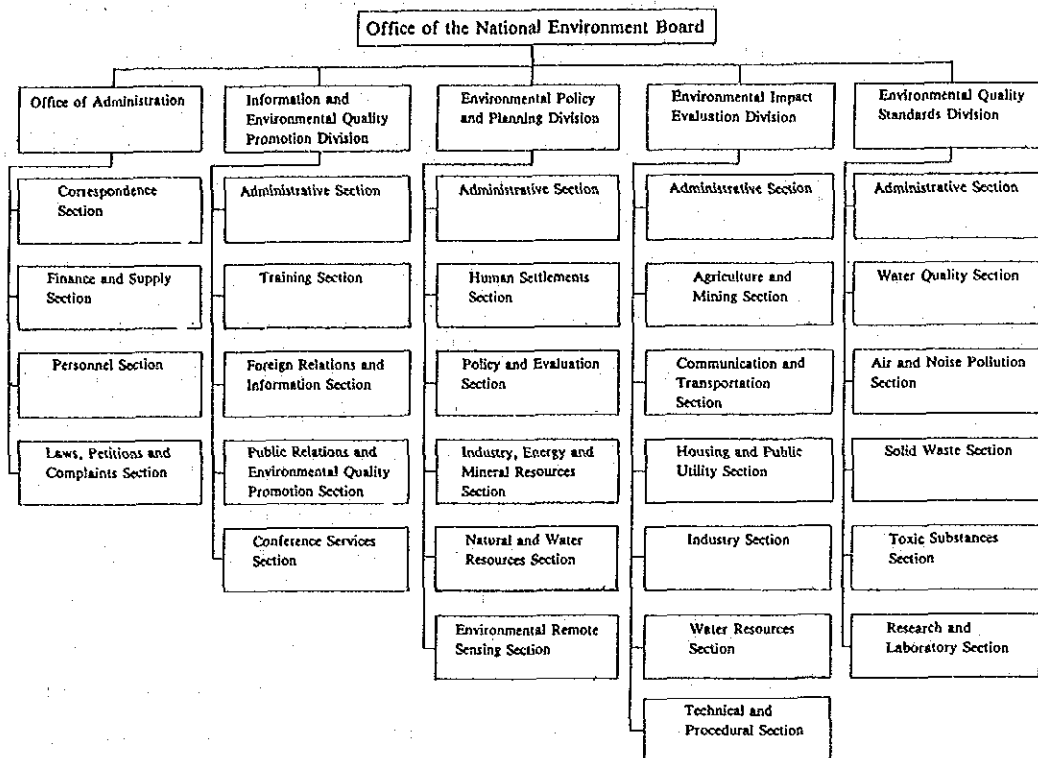 Office of the National Environment Board
Office of Administration
Correspondence
Section
Finance and Supply
Section
Personnel Section
Laws, Petitions and
Complaints Section
Information and
Environmental Quality
Promotion Division
Administrative Section
Training Section
Foreign Relations and
Information Section
Public Relations and
Environmental Quality
Promotion Section
Conference Services
Section
Environmental Policy
and Planning Division
Administrative Section
Human Settlements
Section
Policy and Evaluation
Section
Industry, Energy and
Mineral Resources
Section
Natural and Water
Resources Section
Environmental Remote
Sensing Section
Environmental Impact
Evaluation Division
Administrative Section
Agriculture and
Mining Section
Communication and
Transportation
Section
Housing and Public
Utility Section
Industry Section
Water Resources
Section
Technical and
Procedural Section
Environmental Quality
Standards Division
Administrative Section
Water Quality Section
Air and Noise Pollution
Section
Solid Waste Section
Toxic Substances
Section
Research and
Laboratory Section